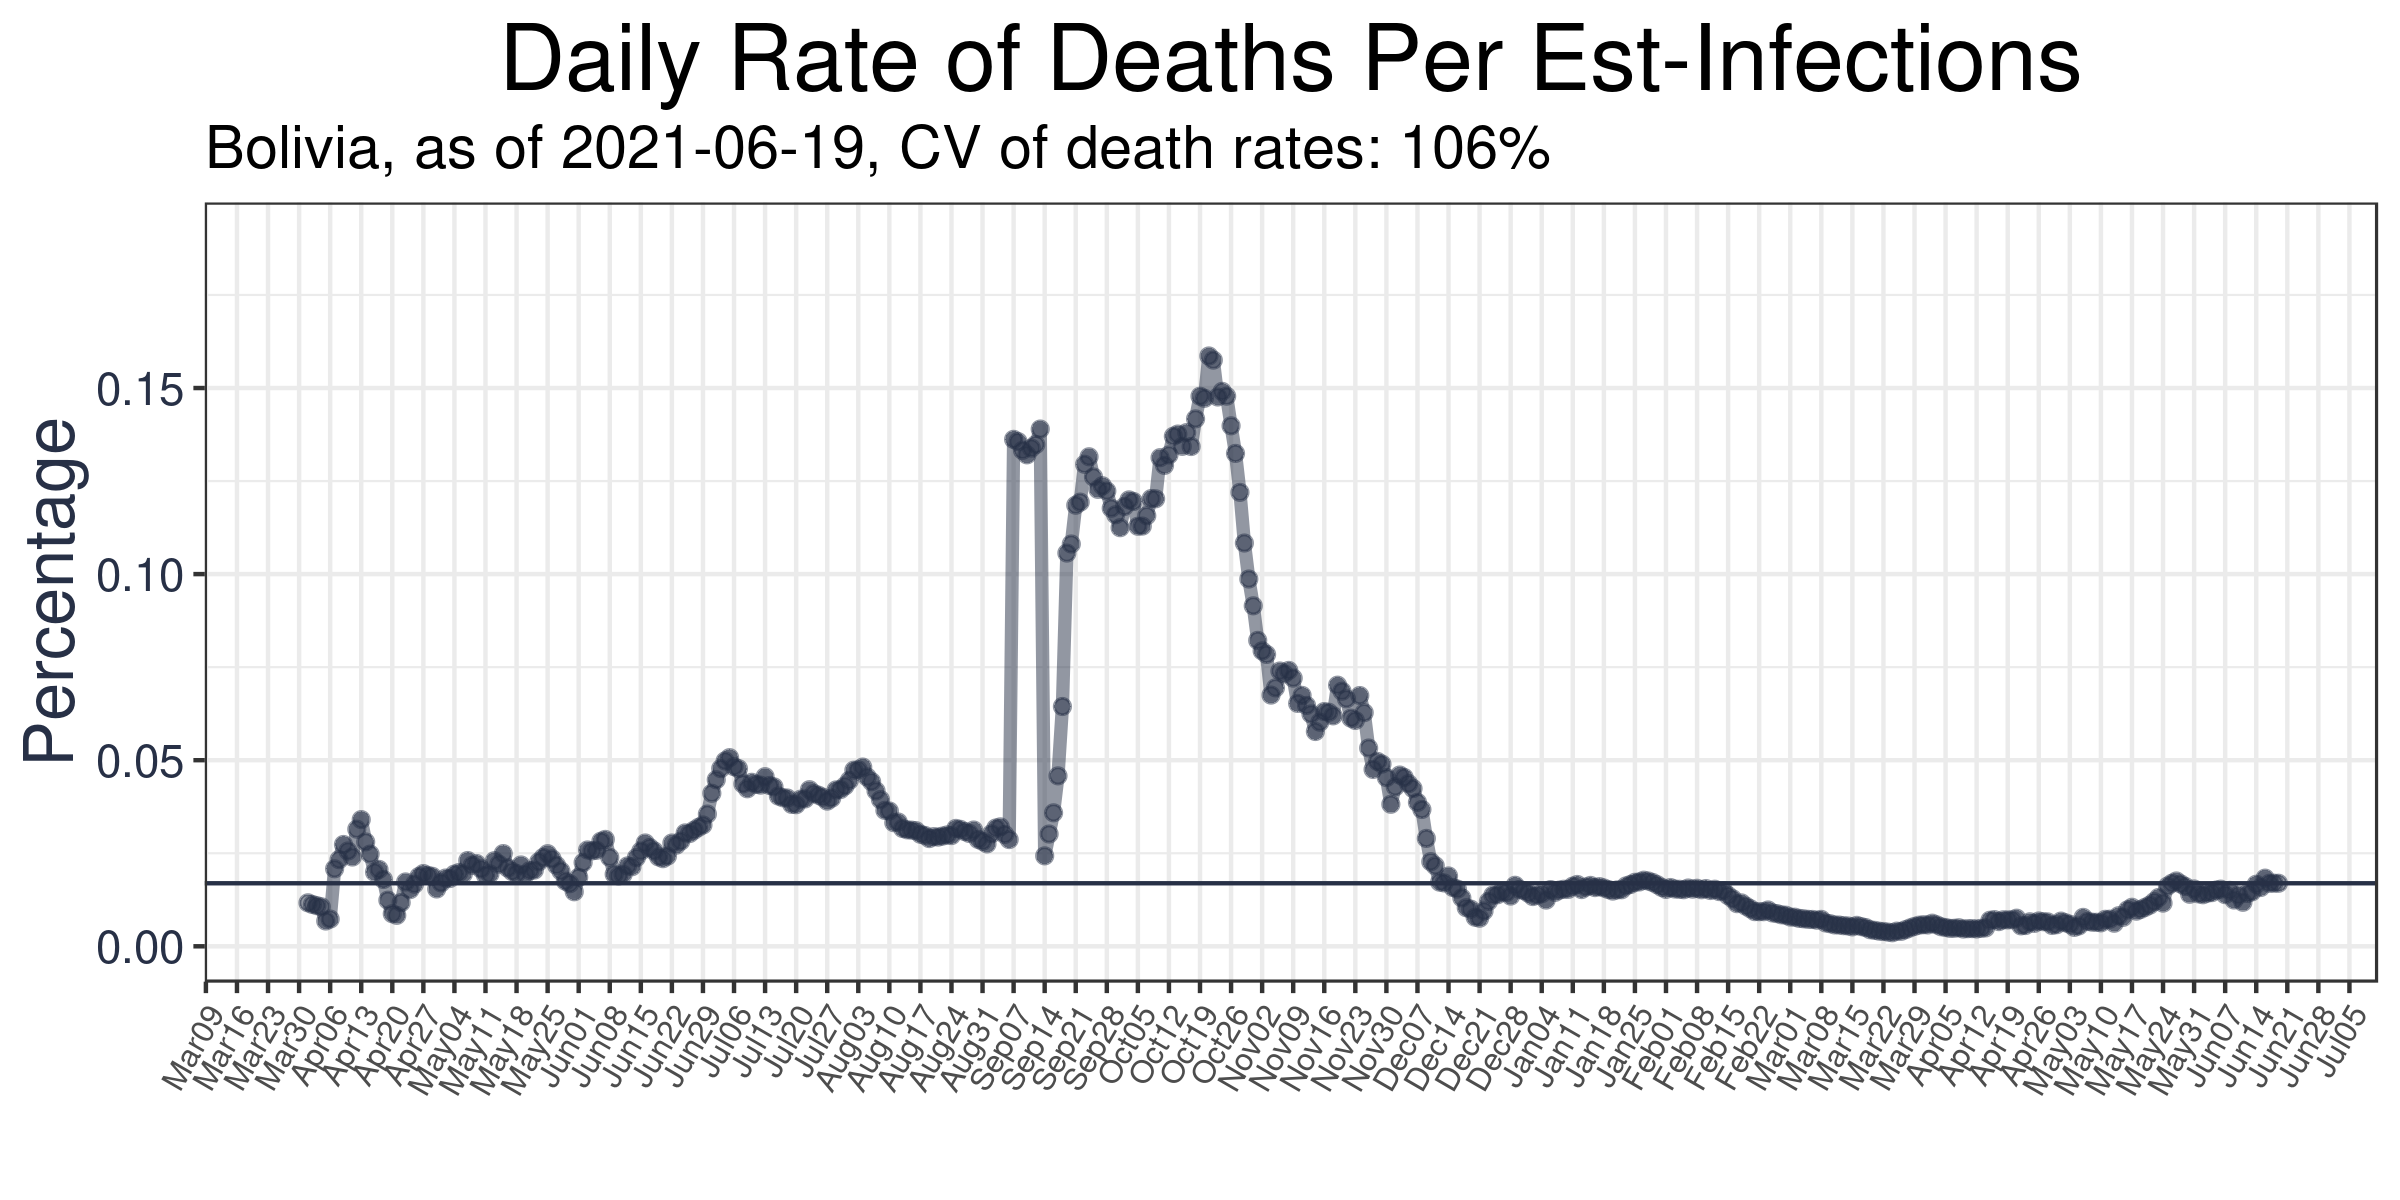 Daily Rate of Deaths Per Est-Infections
Bolivia, as of 2021-06-19, CV of death rates: 106%
Percentage
0.15
0.10
0.05
0.00
Mar09
Mar16
Mar23
Mar30
Apr06
Apr13
Apr20
Apr27
May04
May11
May18
May25
Jun01
Jun08
Jun15
Jun22
Jun29
Jul06
Jul13
Jul20
Jul27
Aug03
Aug10
Aug17
Aug24
Aug31
Sep07
Sep14
Sep21
Sep28
Oct05
Oct12
Oct19
Oct26
Nov02
Nov09
Nov16
Nov23
Nov30
Dec07
Dec14
Dec21
Dec28
Jan04
Jan11
Jan18
Jan25
Feb01
Feb08
Feb15
Feb22
Mar01
Mar08
Mar15
Mar22
Mar29
Apr05
Apr12
Apr19
Apr26
May03
May10
May17
May24
May31
Jun07
Jun14
Jun21
Jun28
Jul05